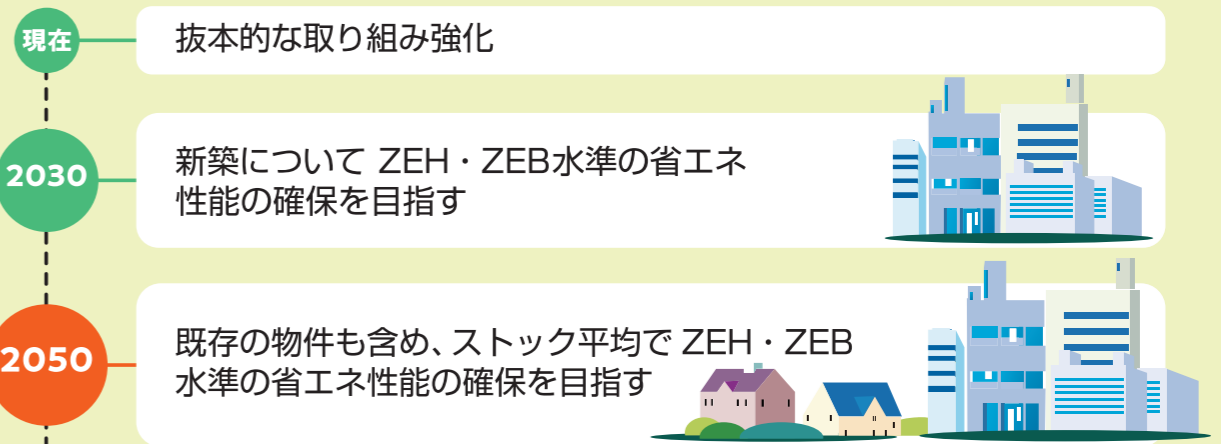 現在
抜本的な取り組み強化
2030
新築について ZEH・ZEB水準の省エネ
性能の確保を目指す
2050
既存の物件も含め、ストック平均で ZEH・ZEB
水準の省エネ性能の確保を目指す